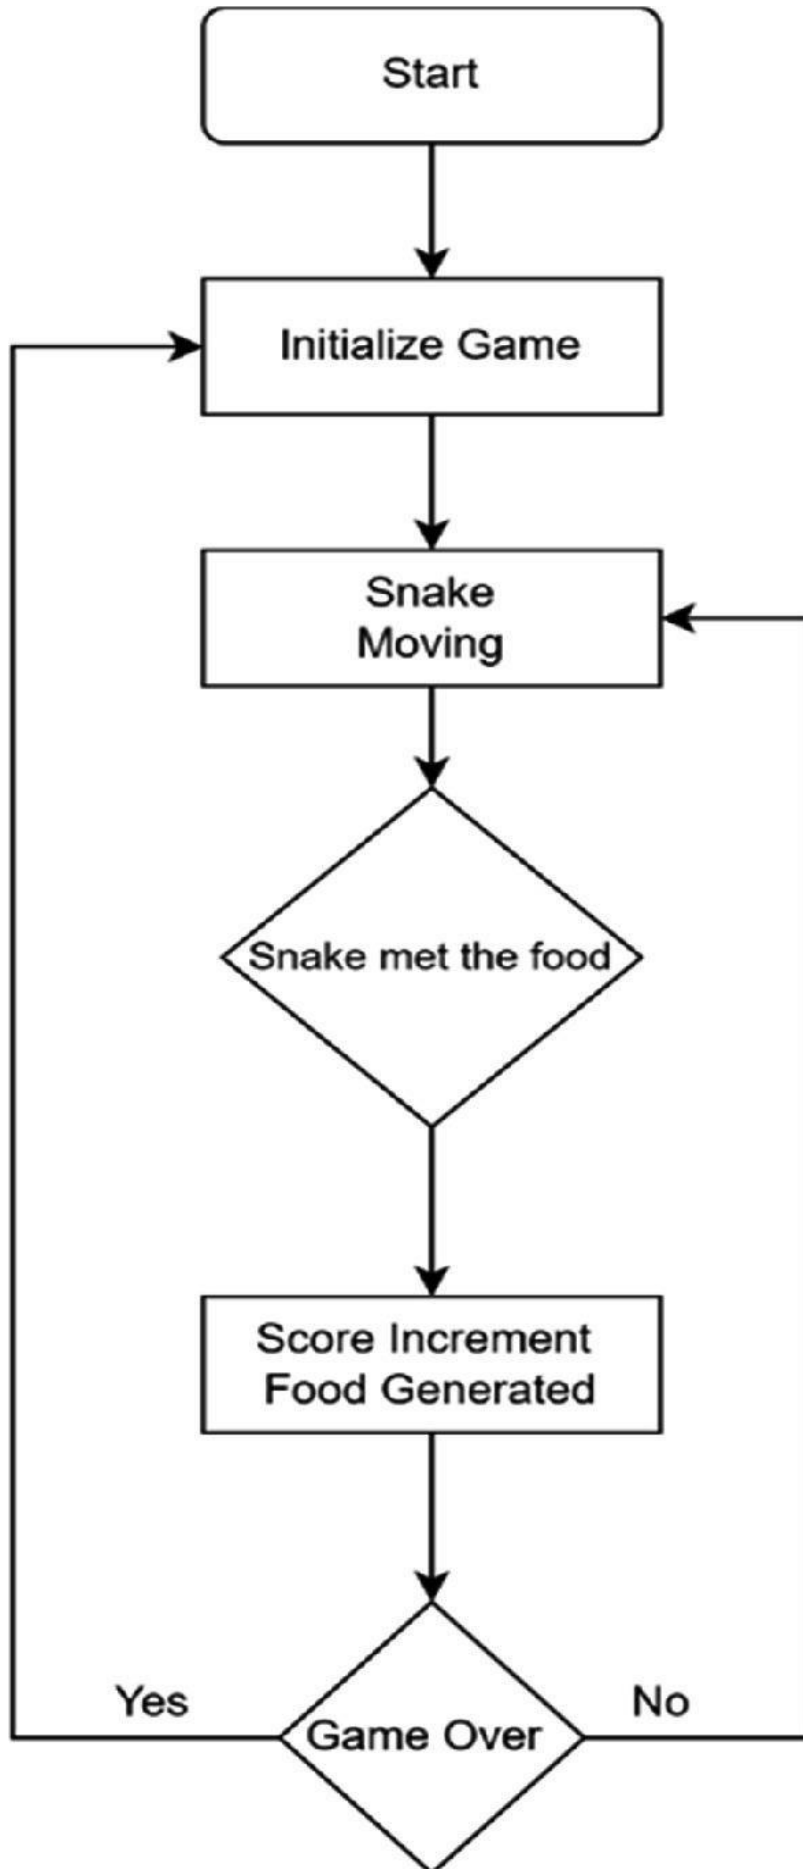 Start
Initialize Game
Snake
Moving
Snake met the food
Score Increment
Food Generated
Yes
No
Game Over